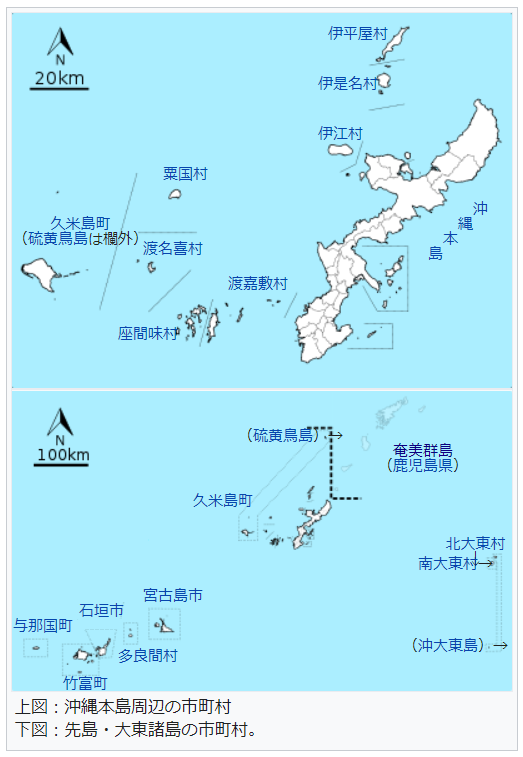 N
20km
伊平屋村
伊是名村
伊江村
粟国村
久米島町
（硫黄鳥島は欄外）
渡名喜村
渡嘉敷村
座間味村
沖
縄
本
島
N
100km
（硫黄鳥島）→
奄美群島
（鹿児島県）
久米島町
北大東村
南大東村→
（沖大東島）→
宮古島市
石垣市
与那国町
多良間村
竹富町
上図：沖縄本島周辺の市町村
下図：先島・大東諸島の市町村。